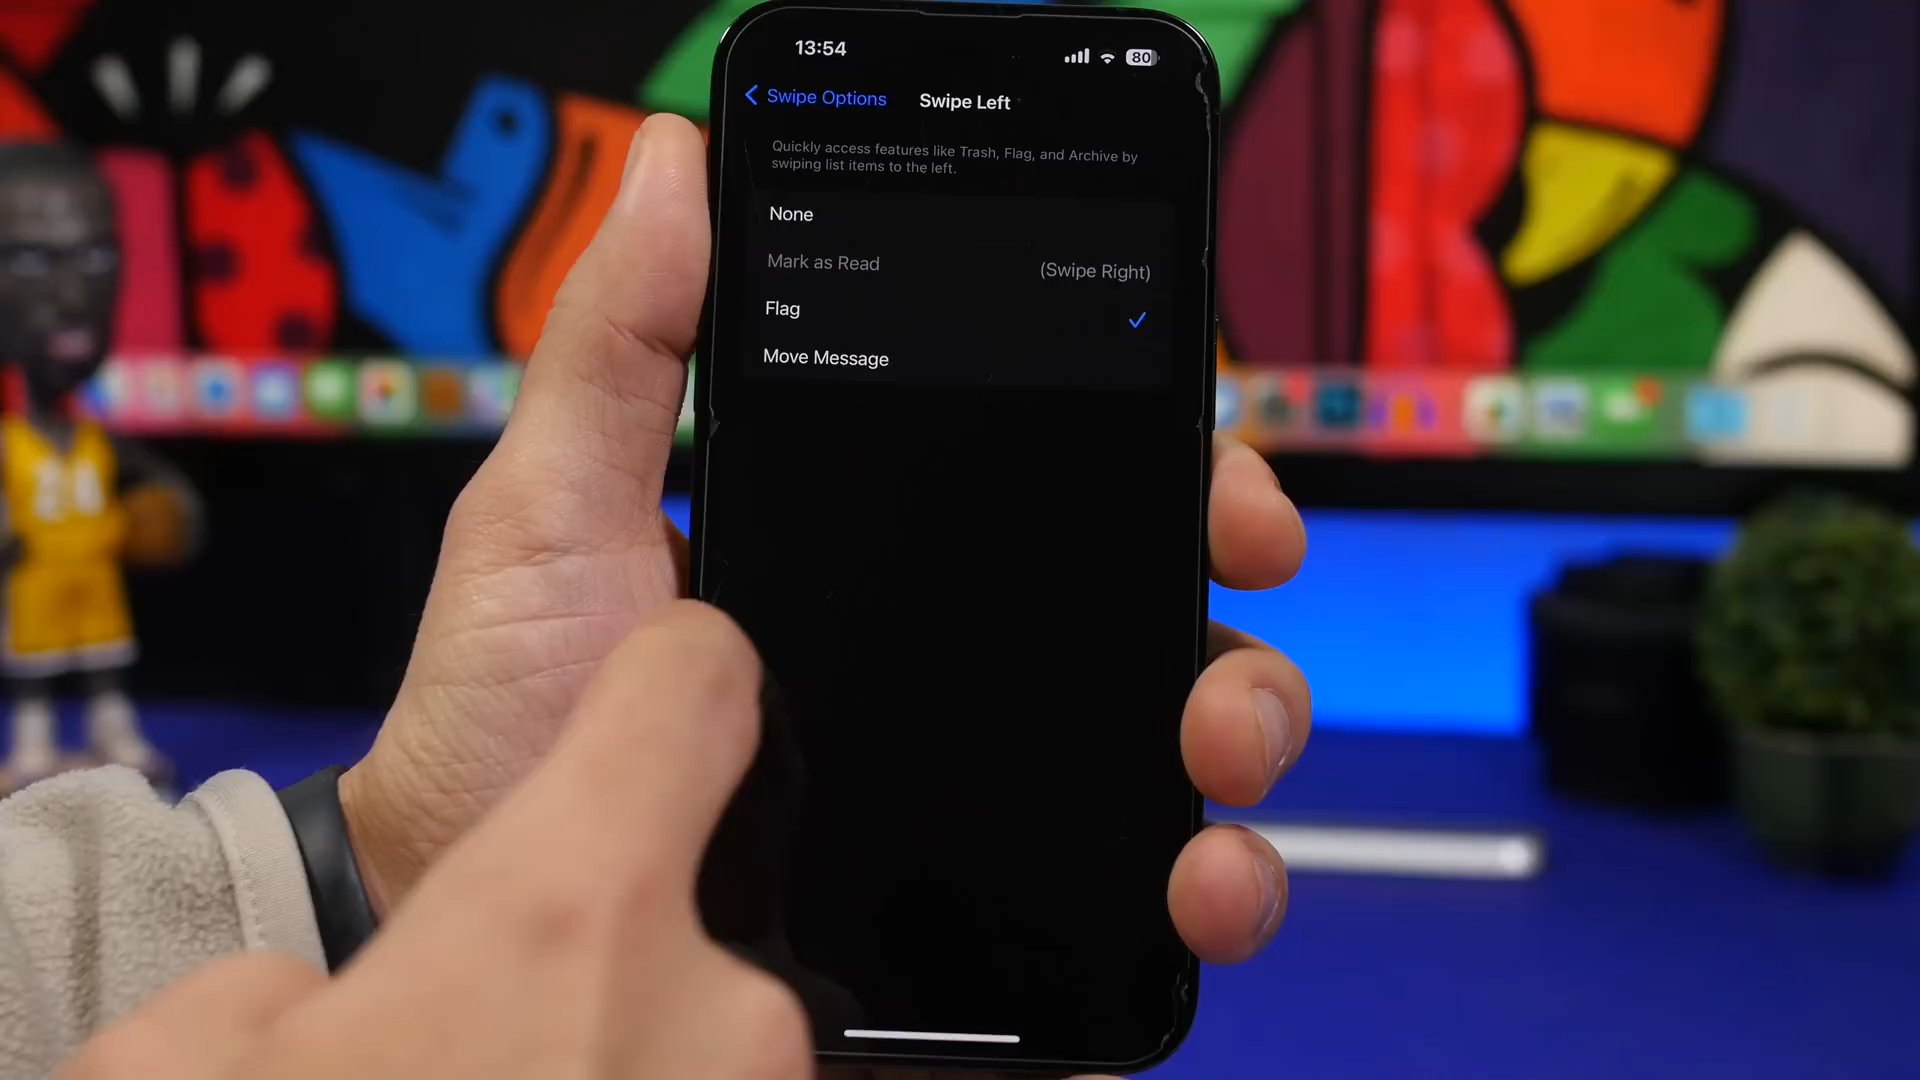 13:54
80
Swipe Options
Swipe Left
Quickly access features like Trash, Flag, and Archive by
swiping list items to the left.
None
Mark as Read
(Swipe Right)
Flag
Move Message
24